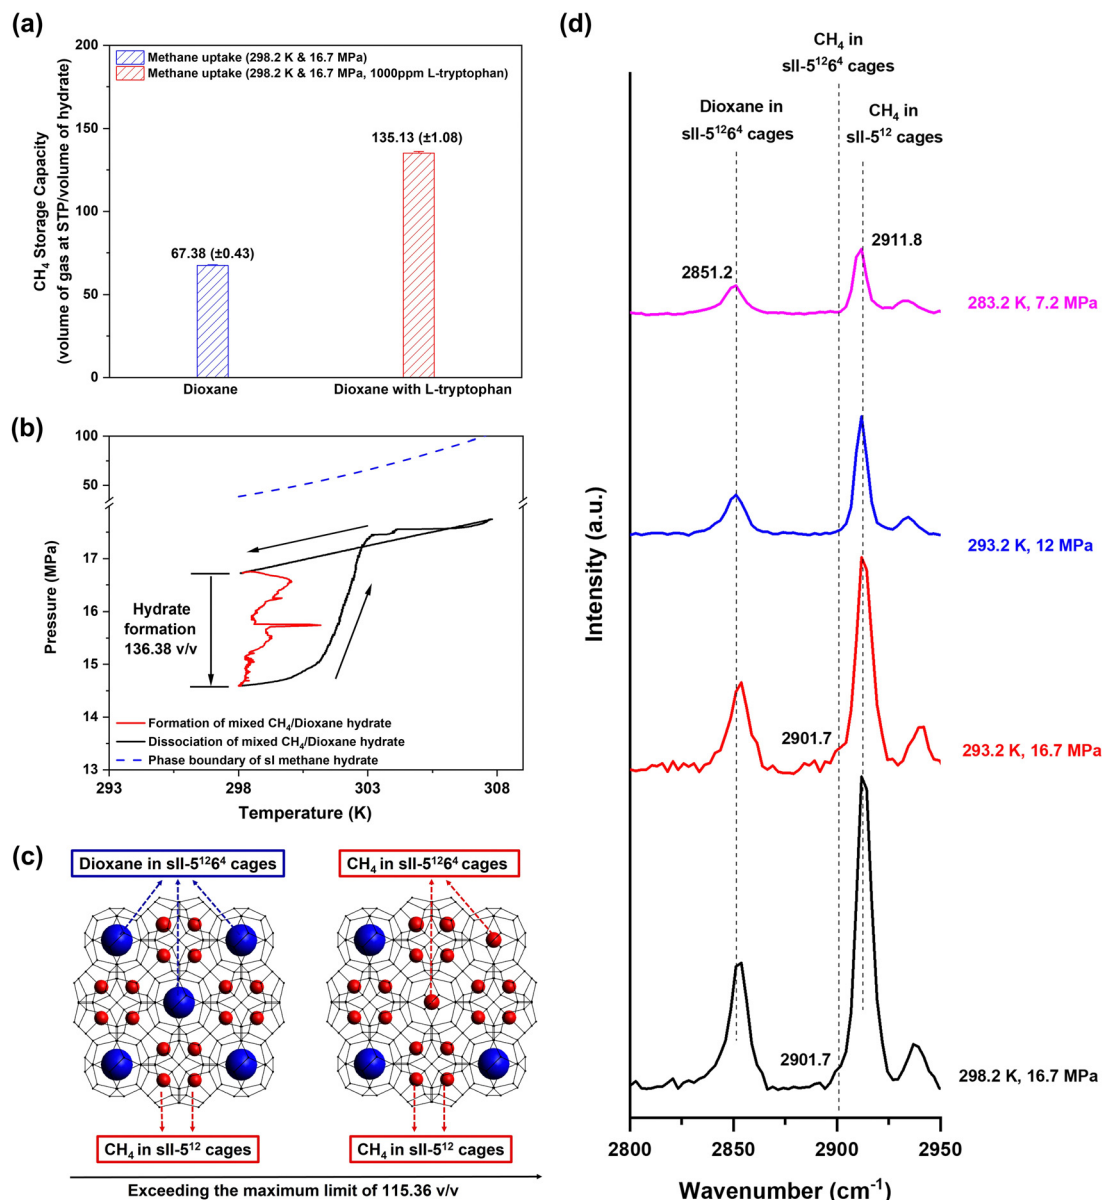 (a)
200
150
100
50
0
CH₄ Storage Capacity
(volume of gas at STP/volume of hydrate)
Methane uptake (298.2 K & 16.7 MPa)
Methane uptake (298.2 K & 16.7 MPa, 1000ppm L-tryptophan)
135.13 (±1.08)
67.38 (±0.43)
Dioxane
Dioxane with L-tryptophan
(b)
100
50
17
16
15
14
13
Pressure (MPa)
Hydrate
formation
136.38 v/v
Formation of mixed CH₄/Dioxane hydrate
Dissociation of mixed CH₄/Dioxane hydrate
Phase boundary of sI methane hydrate
293
298
303
308
Temperature (K)
(c)
Dioxane in sII-5¹²6⁴ cages
CH₄ in sII-5¹²6⁴ cages
CH₄ in sII-5¹² cages
CH₄ in sII-5¹² cages
Exceeding the maximum limit of 115.36 v/v
(d)
CH₄ in
sII-5¹²6⁴ cages
Dioxane in
sII-5¹²6⁴ cages
CH₄ in
sII-5¹² cages
2911.8
2851.2
283.2 K, 7.2 MPa
293.2 K, 12 MPa
2901.7
293.2 K, 16.7 MPa
2901.7
298.2 K, 16.7 MPa
Intensity (a.u.)
2800
2850
2900
2950
Wavenumber (cm⁻¹)